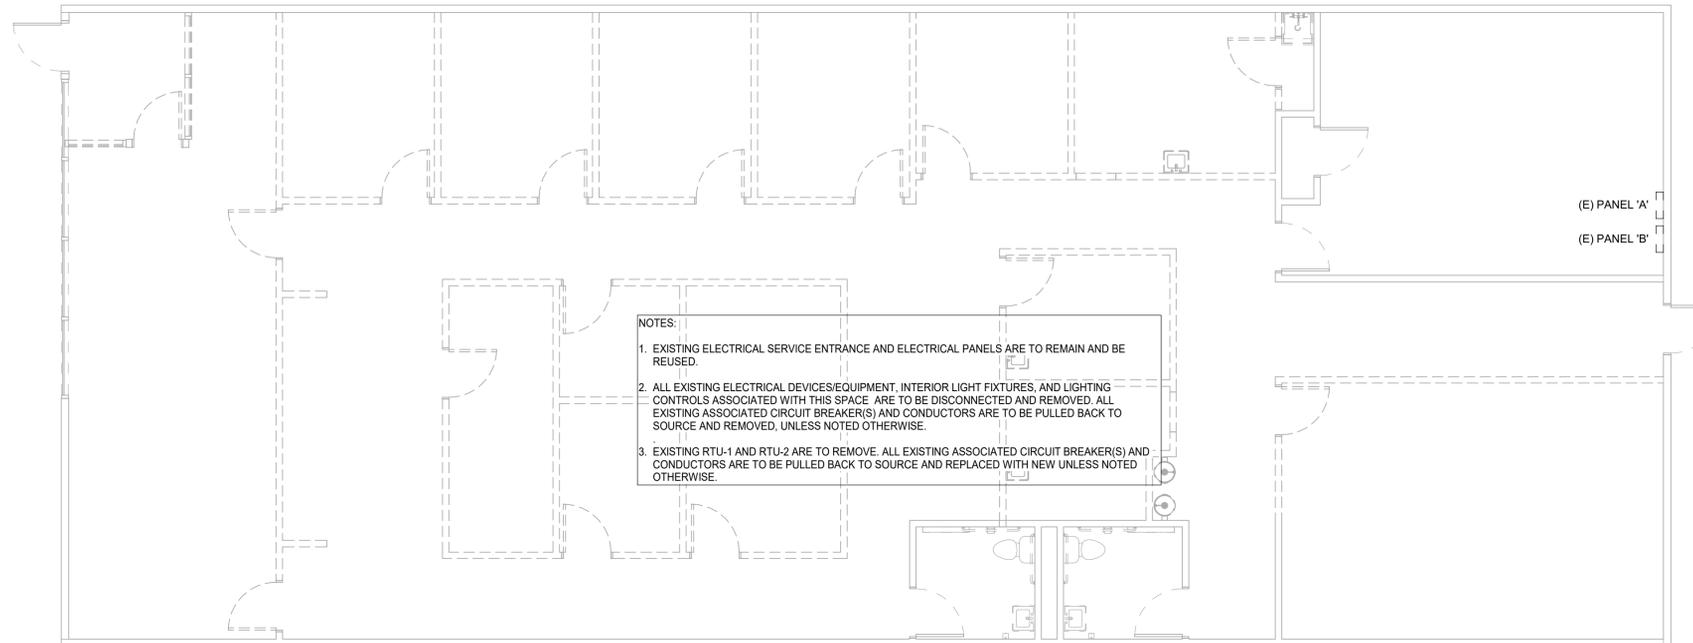 (E) PANEL 'A'
(E) PANEL 'B'
NOTES:
1. EXISTING ELECTRICAL SERVICE ENTRANCE AND ELECTRICAL PANELS ARE TO REMAIN AND BE
REUSED.
2. ALL EXISTING ELECTRICAL DEVICES/EQUIPMENT, INTERIOR LIGHT FIXTURES, AND LIGHTING
CONTROLS ASSOCIATED WITH THIS SPACE ARE TO BE DISCONNECTED AND REMOVED. ALL
EXISTING ASSOCIATED CIRCUIT BREAKER(S) AND CONDUCTORS ARE TO BE PULLED BACK TO
SOURCE AND REMOVED, UNLESS NOTED OTHERWISE.
.
3. EXISTING RTU-1 AND RTU-2 ARE TO REMOVE. ALL EXISTING ASSOCIATED CIRCUIT BREAKER(S) AND
CONDUCTORS ARE TO BE PULLED BACK TO SOURCE AND REPLACED WITH NEW UNLESS NOTED
OTHERWISE.